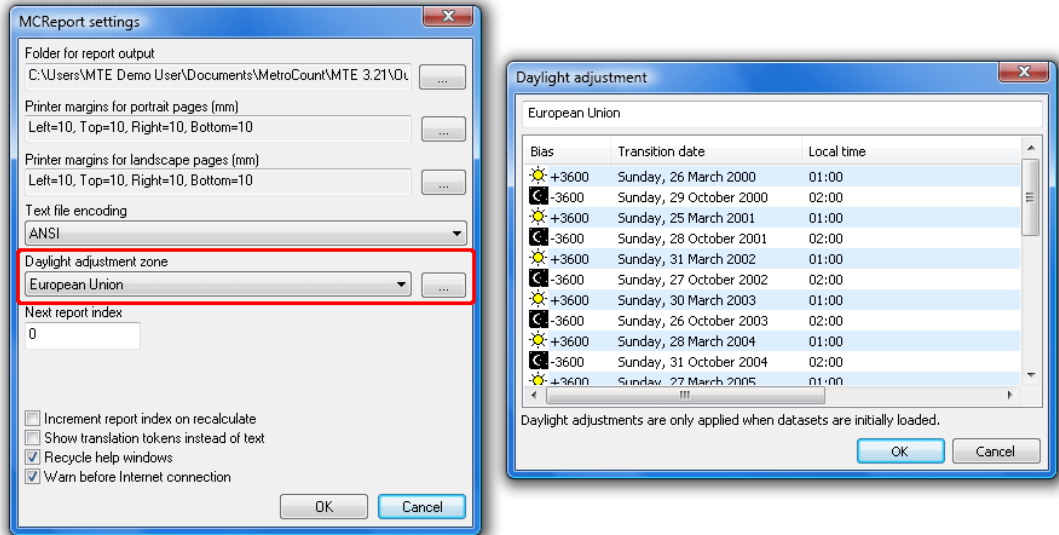 MCReport settings
Folder for report output
C:\Users\MTE Demo User\Documents\MetroCount\MTE 3.21\Ou
...
Printer margins for portrait pages (mm)
Left=10, Top=10, Right=10, Bottom=10
...
Printer margins for landscape pages (mm)
Left=10, Top=10, Right=10, Bottom=10
...
Text file encoding
ANSI
Daylight adjustment zone
European Union
...
Next report index
0
Increment report index on recalculate
Show translation tokens instead of text
Recycle help windows
Warn before Internet connection
OK Cancel
Daylight adjustment
European Union
Bias Transition date Local time
+3600 Sunday, 26 March 2000 01:00
-3600 Sunday, 29 October 2000 02:00
+3600 Sunday, 25 March 2001 01:00
-3600 Sunday, 28 October 2001 02:00
+3600 Sunday, 31 March 2002 01:00
-3600 Sunday, 27 October 2002 02:00
+3600 Sunday, 30 March 2003 01:00
-3600 Sunday, 26 October 2003 02:00
+3600 Sunday, 28 March 2004 01:00
-3600 Sunday, 31 October 2004 02:00
+3600 Sunday, 27 March 2005 01:00
Daylight adjustments are only applied when datasets are initially loaded.
OK Cancel